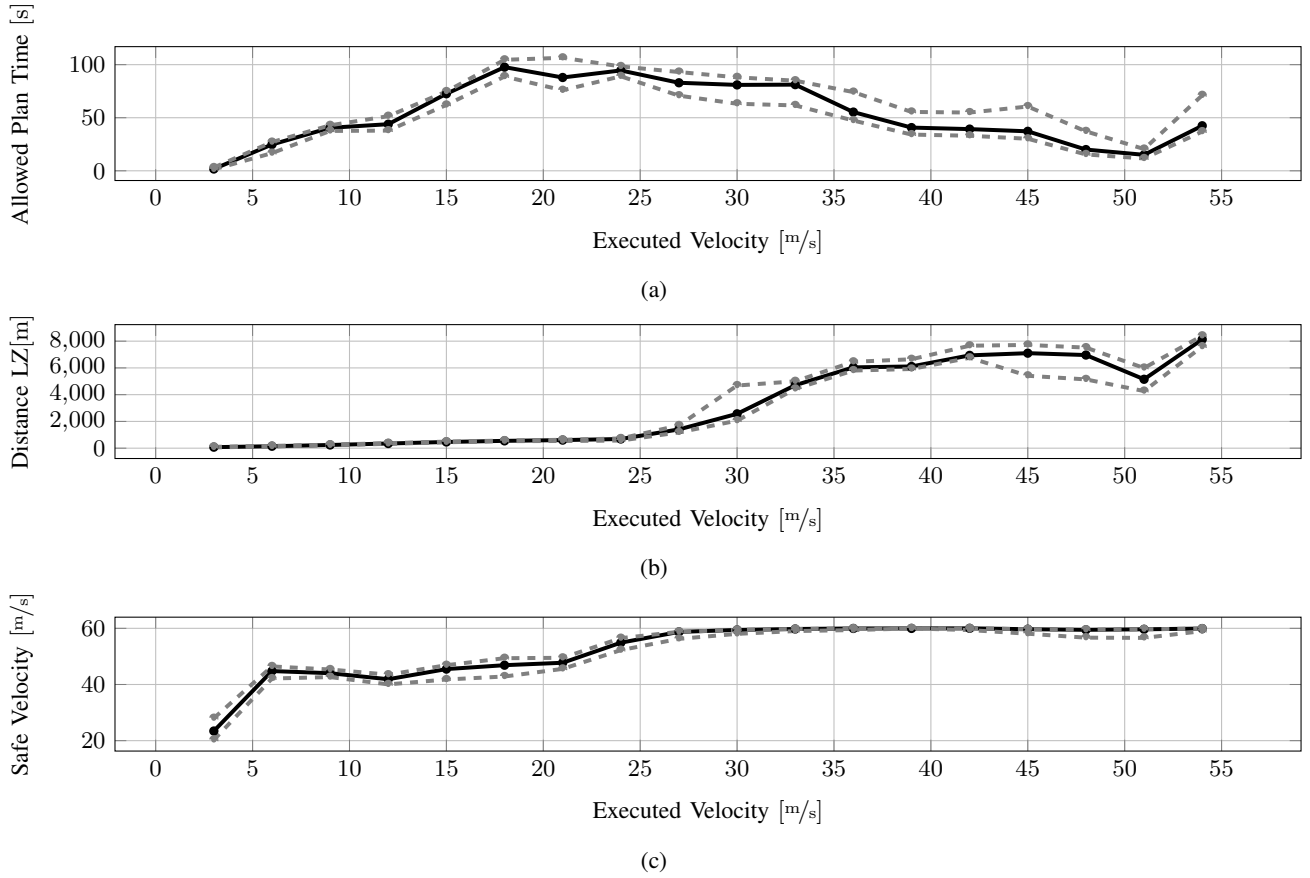 Allowed Plan Time [s]
100
50
0
0 5 10 15 20 25 30 35 40 45 50 55
Executed Velocity [m/s]
(a)
Distance LZ[m]
8,000
6,000
4,000
2,000
0
0 5 10 15 20 25 30 35 40 45 50 55
Executed Velocity [m/s]
(b)
Safe Velocity [m/s]
60
40
20
0 5 10 15 20 25 30 35 40 45 50 55
Executed Velocity [m/s]
(c)